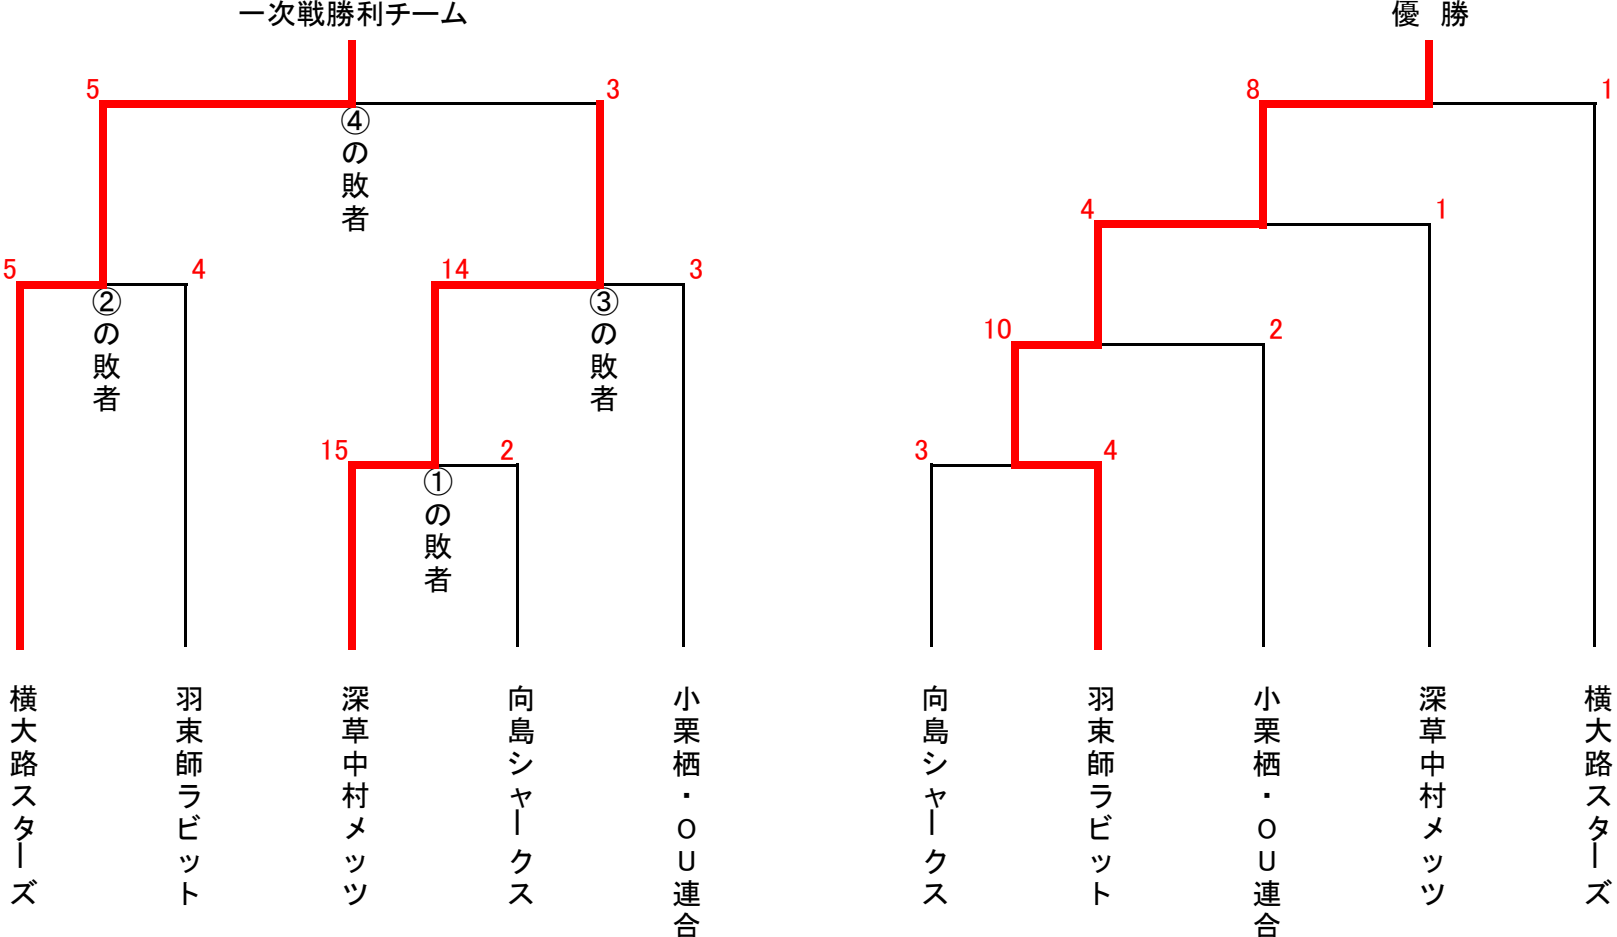 一次戦勝利チーム
5
3
④の敗者
5
4
14
3
②の敗者
③の敗者
15
2
①の敗者
横大路スターズ
羽束師ラビット
深草中村メッツ
向島シャークス
小栗栖・OU連合
優 勝
8
1
4
1
10
2
3
4
向島シャークス
羽束師ラビット
小栗栖・OU連合
深草中村メッツ
横大路スターズ